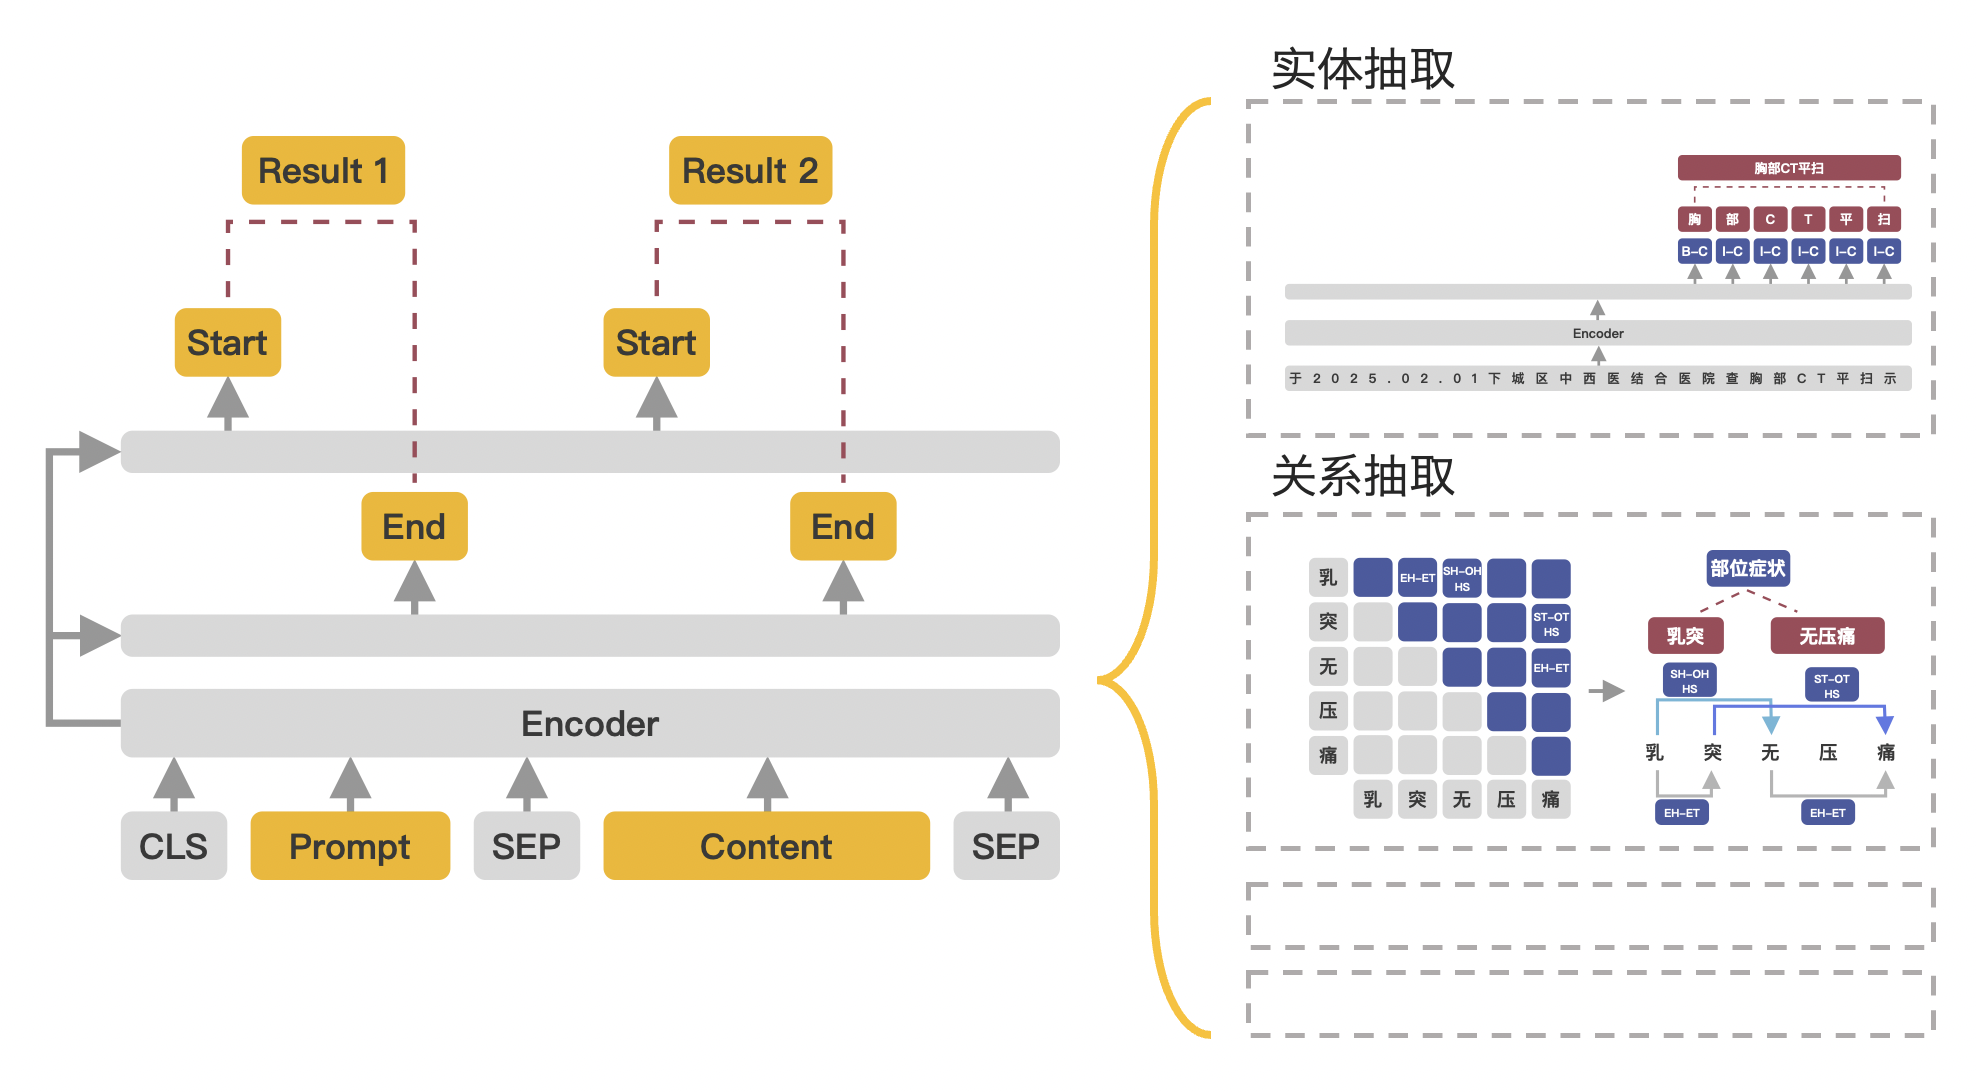 Result 1
Result 2
Start
Start
End
End
Encoder
CLS
Prompt
SEP
Content
SEP
实体抽取
胸部CT平扫
胸 部 C T 平 扫
B-C I-C I-C I-C I-C I-C
Encoder
于2025.02.01下城区中西医结合医院查胸部CT平扫示
关系抽取
乳 EH-ET SH-OH
HS
突 ST-OT
HS
无 EH-ET
压
痛
乳 突 无 压 痛
部位症状
乳突 无压痛
SH-OH
HS
ST-OT
HS
乳 突 无 压 痛
EH-ET EH-ET